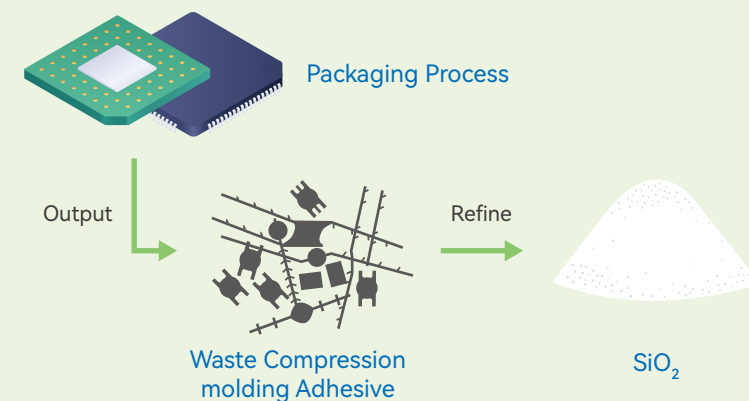 Packaging Process
Output
Refine
Waste Compression
molding Adhesive
SiO₂